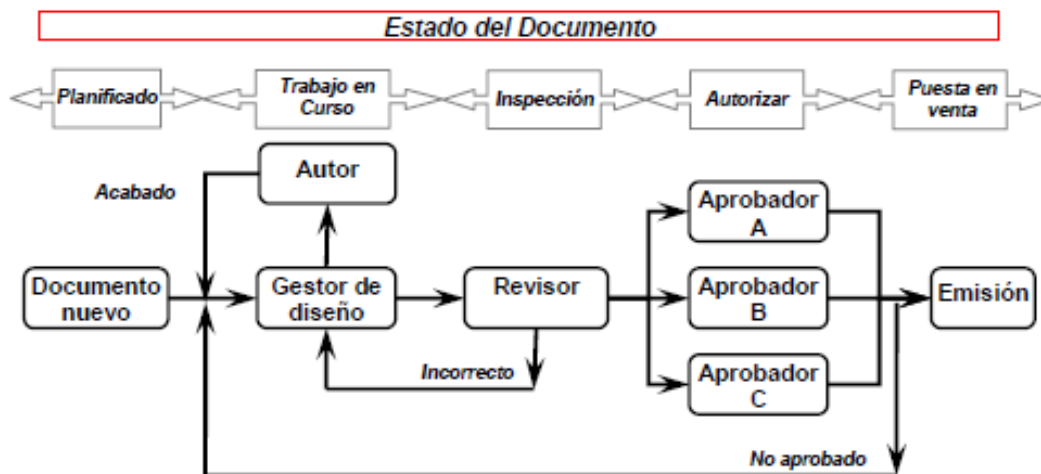 Estado del Documento
Planificado
Trabajo en
Curso
Inspección
Autorizar
Puesta en
venta
Acabado
Autor
Documento
nuevo
Gestor de
diseño
Revisor
Incorrecto
Aprobador
A
Aprobador
B
Aprobador
C
Emisión
No aprobado